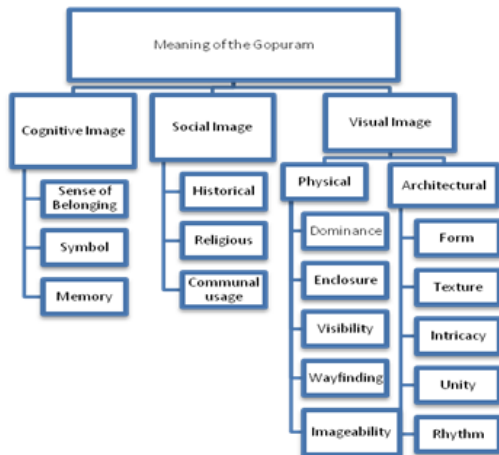 Meaning of the Gopuram
Cognitive Image
Social Image
Visual Image
Sense of
Belonging
Symbol
Memory
Historical
Religious
Communal
usage
Physical
Architectural
Dominance
Enclosure
Visibility
Wayfinding
Imageability
Form
Texture
Intricacy
Unity
Rhythm